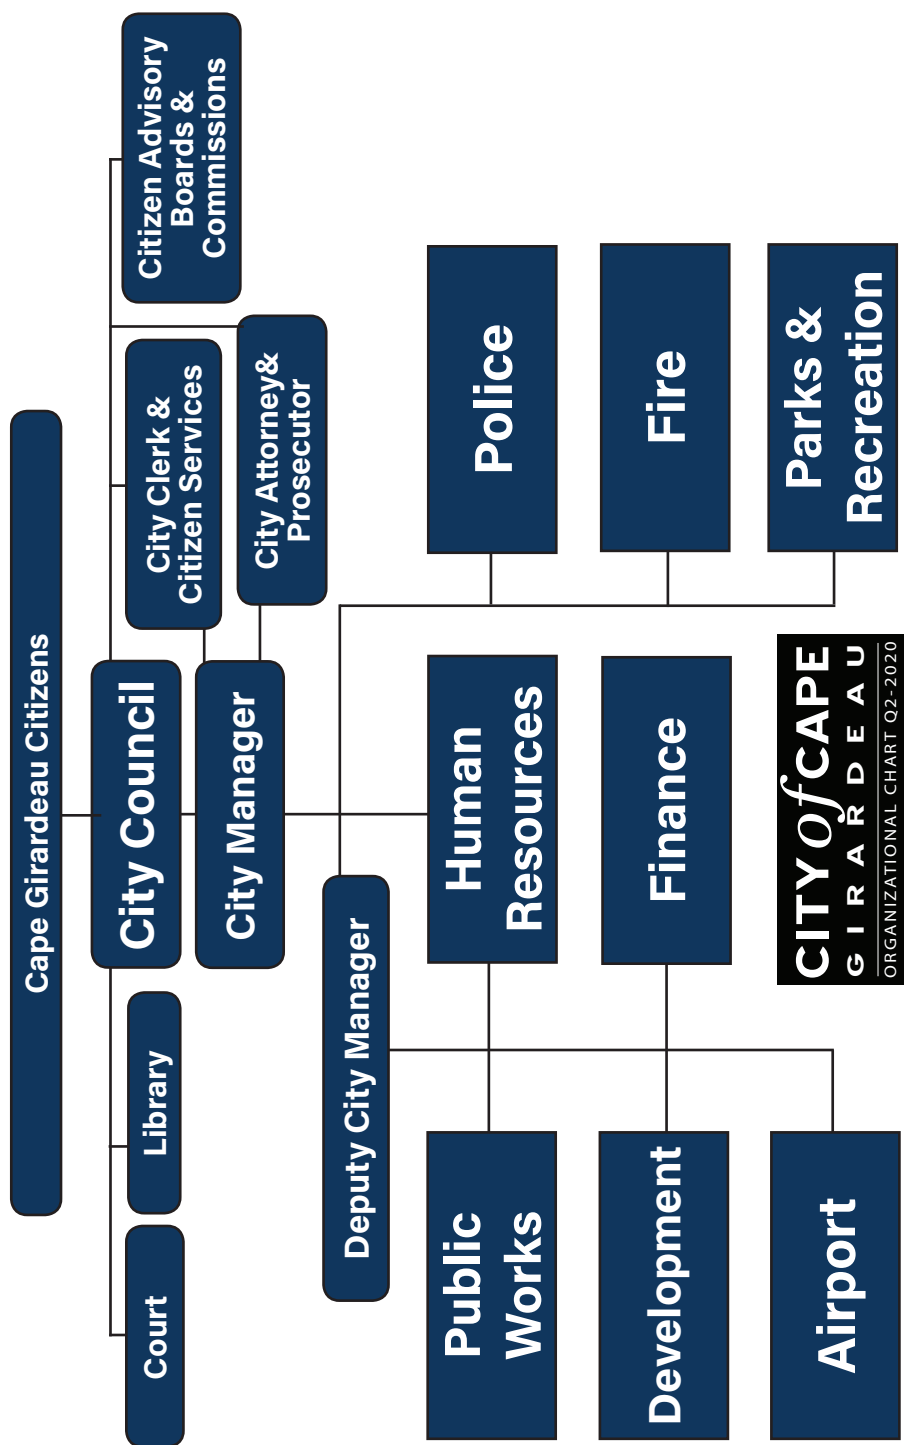 Cape Girardeau Citizens
City Council
Court
Library
City Clerk &
Citizen Services
Citizen Advisory
Boards &
Commissions
City Manager
City Attorney&
Prosecutor
Deputy City Manager
Public
Works
Human
Resources
Police
Development
Finance
Fire
Airport
CITY of CAPE
GIRARDEAU
ORGANIZATIONAL CHART Q2-2020
Parks &
Recreation